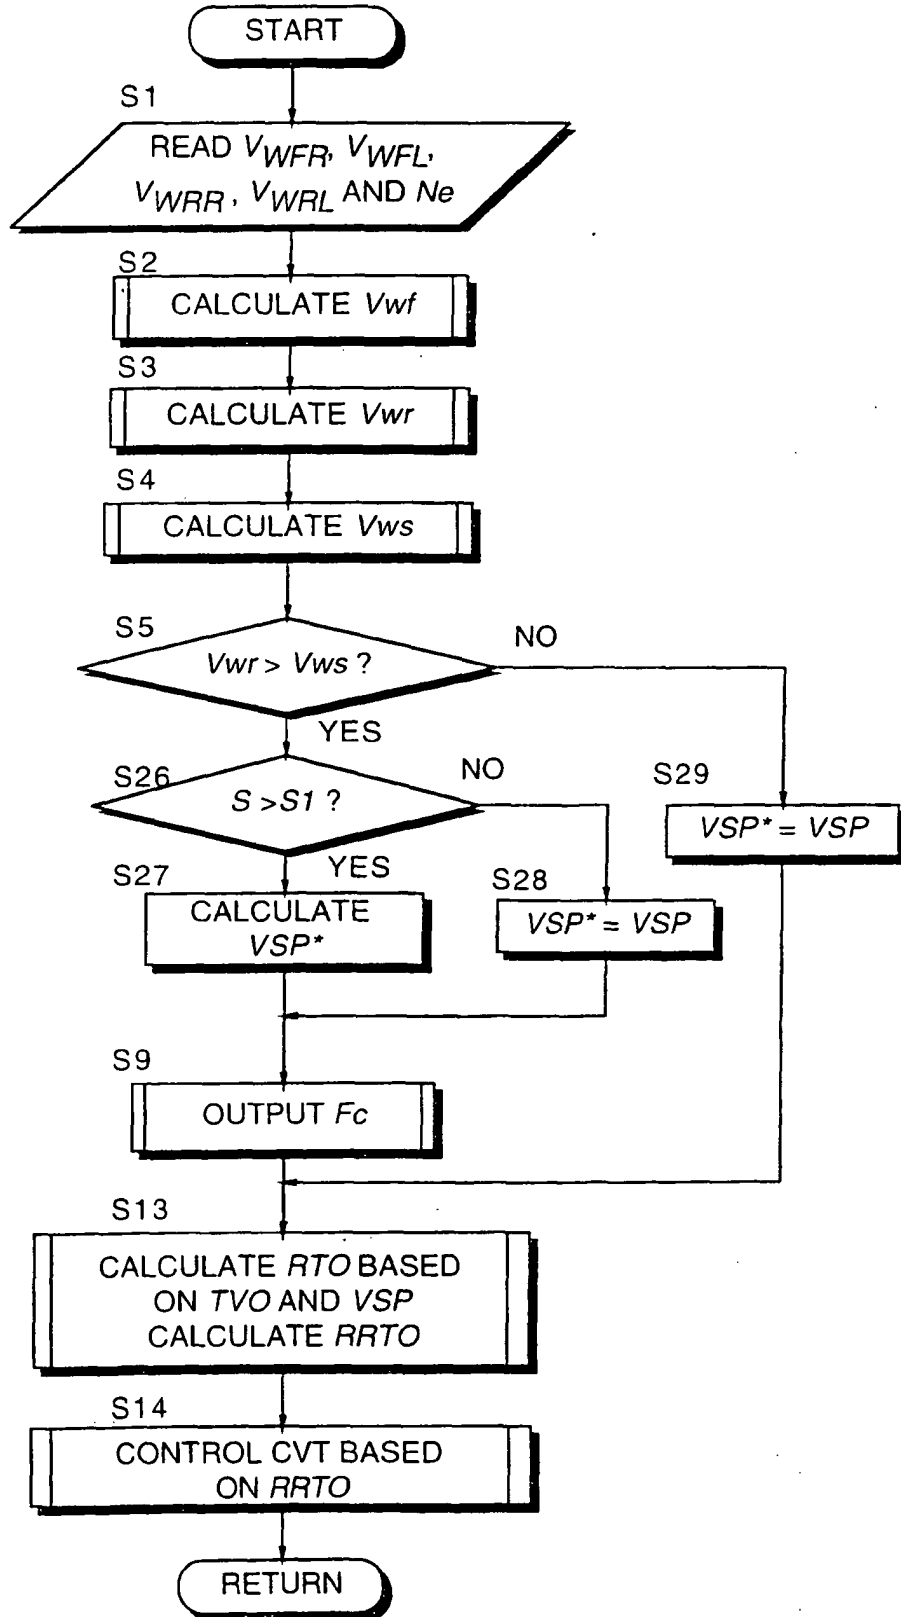 START
S1
READ VWFR, VWFL,
VWRR, VWRL AND Ne
S2
CALCULATE Vwf
S3
CALCULATE Vwr
S4
CALCULATE Vws
S5
Vwr > Vws ?
NO
YES
S26
S >S1 ?
NO
YES
S29
VSP* = VSP
S27
CALCULATE
VSP*
S28
VSP* = VSP
S9
OUTPUT Fc
S13
CALCULATE RTO BASED
ON TVO AND VSP
CALCULATE RRTO
S14
CONTROL CVT BASED
ON RRTO
RETURN